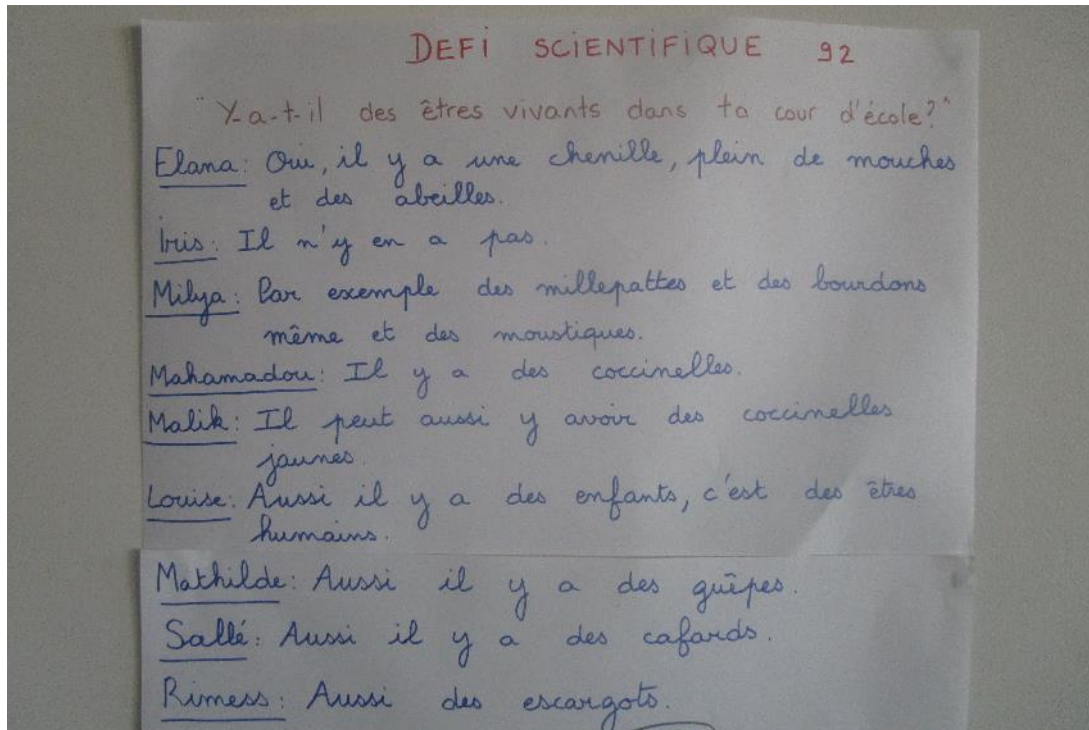 DEFi SCiENTiFiQUE 92
"Y-a-t-il des êtres vivants dans ta cour d'école?"
Elana: Oui, il y a une chenille, plein de mouches
et des abeilles.
Iris: Il n'y en a pas.
Milya: Par exemple des millepattes et des bourdons
même et des moustiques.
Mahamadou: Il y a des coccinelles.
Malik: Il peut aussi y avoir des coccinelles
jaunes.
Louise: Aussi il y a des enfants, c'est des êtres
humains.
Mathilde: Aussi il y a des guêpes.
Sallé: Aussi il y a des cafards.
Rimess: Aussi des escargots.